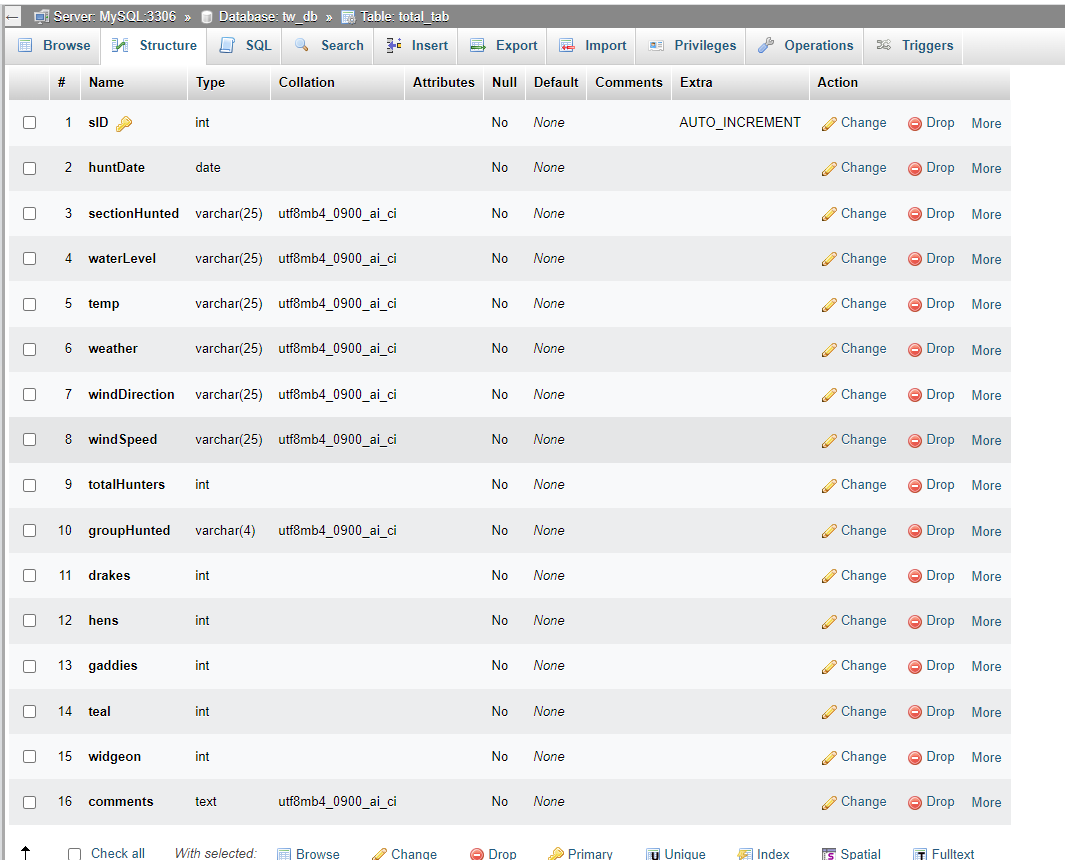 Server: MySQL:3306 » Database: tw_db » Table: total_tab
Browse Structure SQL Search Insert Export Import Privileges Operations Triggers
# Name Type Collation Attributes Null Default Comments Extra Action
1 sID int No None AUTO_INCREMENT Change Drop More
2 huntDate date No None Change Drop More
3 sectionHunted varchar(25) utf8mb4_0900_ai_ci No None Change Drop More
4 waterLevel varchar(25) utf8mb4_0900_ai_ci No None Change Drop More
5 temp varchar(25) utf8mb4_0900_ai_ci No None Change Drop More
6 weather varchar(25) utf8mb4_0900_ai_ci No None Change Drop More
7 windDirection varchar(25) utf8mb4_0900_ai_ci No None Change Drop More
8 windSpeed varchar(25) utf8mb4_0900_ai_ci No None Change Drop More
9 totalHunters int No None Change Drop More
10 groupHunted varchar(4) utf8mb4_0900_ai_ci No None Change Drop More
11 drakes int No None Change Drop More
12 hens int No None Change Drop More
13 gaddies int No None Change Drop More
14 teal int No None Change Drop More
15 widgeon int No None Change Drop More
16 comments text utf8mb4_0900_ai_ci No None Change Drop More
Check all With selected: Browse Change Drop Primary Unique Index Spatial Fulltext